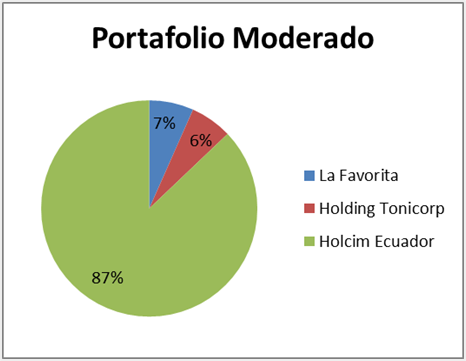 Portafolio Moderado
7%
6%
87%
La Favorita
Holding Tonicorp
Holcim Ecuador